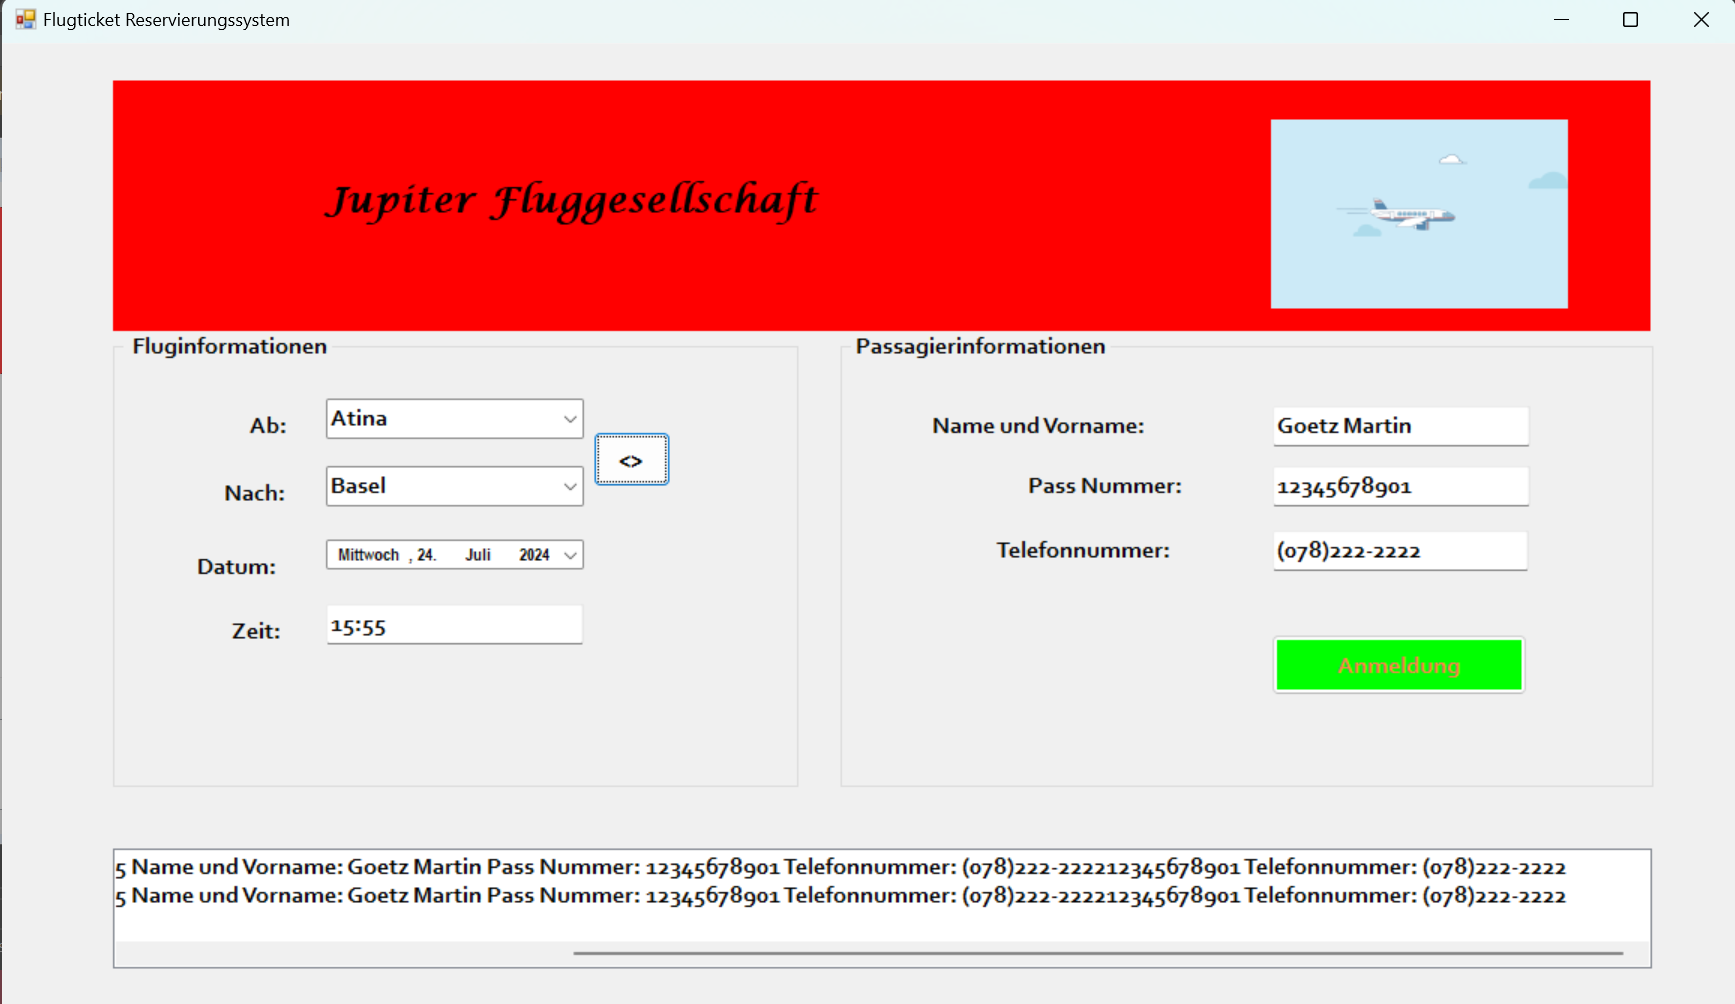 Flugticket Reservierungssystem
Jupiter Fluggesellschaft
Fluginformationen
Ab: Atina
<>
Nach: Basel
Datum: Mittwoch , 24. Juli 2024
Zeit: 15:55
Passagierinformationen
Name und Vorname: Goetz Martin
Pass Nummer: 12345678901
Telefonnummer: (078)222-2222
Anmeldung
5 Name und Vorname: Goetz Martin Pass Nummer: 12345678901 Telefonnummer: (078)222-222212345678901 Telefonnummer: (078)222-2222
5 Name und Vorname: Goetz Martin Pass Nummer: 12345678901 Telefonnummer: (078)222-222212345678901 Telefonnummer: (078)222-2222